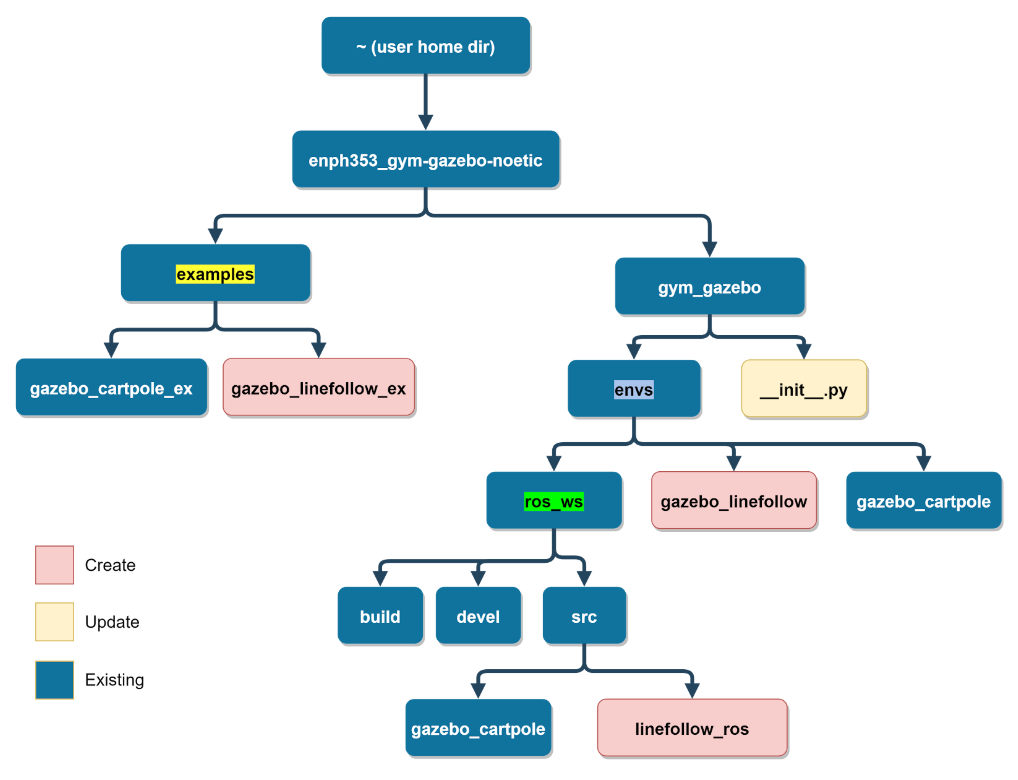 ~ (user home dir)
enph353_gym-gazebo-noetic
examples
gym_gazebo
gazebo_cartpole_ex
gazebo_linefollow_ex
envs
__init__.py
ros_ws
gazebo_linefollow
gazebo_cartpole
Create
Update
Existing
build
devel
src
gazebo_cartpole
linefollow_ros